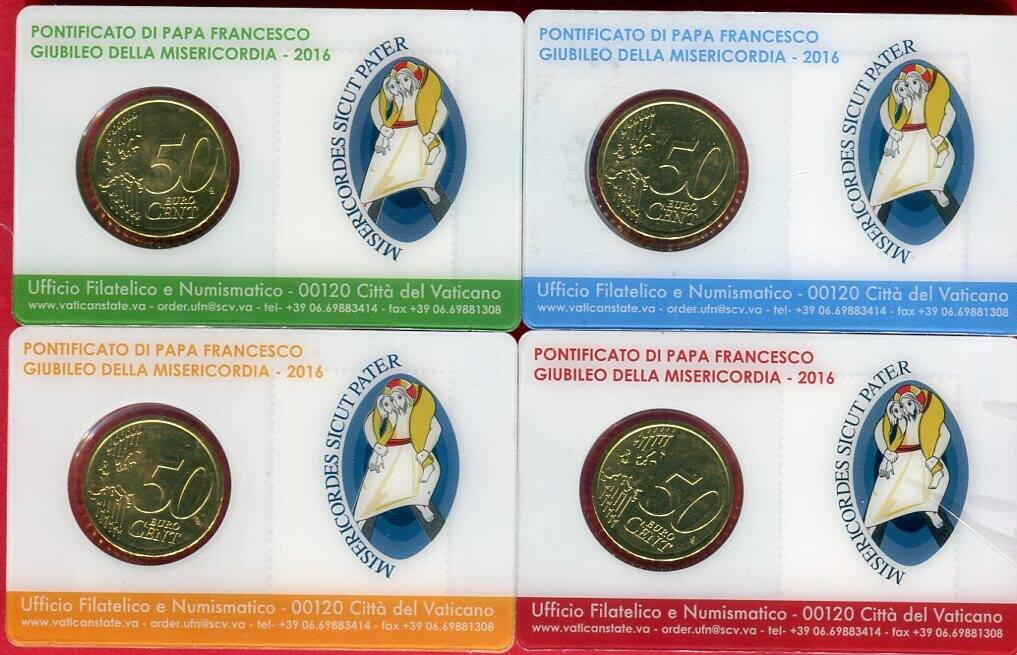 PONTIFICATO DI PAPA FRANCESCO
GIUBILEO DELLA MISERICORDIA - 2016
MISERICORDES SICUT PATER
50
EURO
CENT
Ufficio Filatelico e Numismatico - 00120 Città del Vaticano
www.vaticanstate.va - order.ufn@scv.va - tel- +39 06.69883414 - fax +39 06.69881308
PONTIFICATO DI PAPA FRANCESCO
GIUBILEO DELLA MISERICORDIA - 2016
MISERICORDES SICUT PATER
50
EURO
CENT
Ufficio Filatelico e Numismatico - 00120 Città del Vaticano
www.vaticanstate.va - order.ufn@scv.va - tel- +39 06.69883414 - fax +39 06.69881308
PONTIFICATO DI PAPA FRANCESCO
GIUBILEO DELLA MISERICORDIA - 2016
MISERICORDES SICUT PATER
50
EURO
CENT
Ufficio Filatelico e Numismatico - 00120 Città del Vaticano
www.vaticanstate.va - order.ufn@scv.va - tel- +39 06.69883414 - fax +39 06.69881308
PONTIFICATO DI PAPA FRANCESCO
GIUBILEO DELLA MISERICORDIA - 2016
MISERICORDES SICUT PATER
50
EURO
CENT
Ufficio Filatelico e Numismatico - 00120 Città del Vaticano
www.vaticanstate.va - order.ufn@scv.va - tel- +39 06.69883414 - fax +39 06.69881308